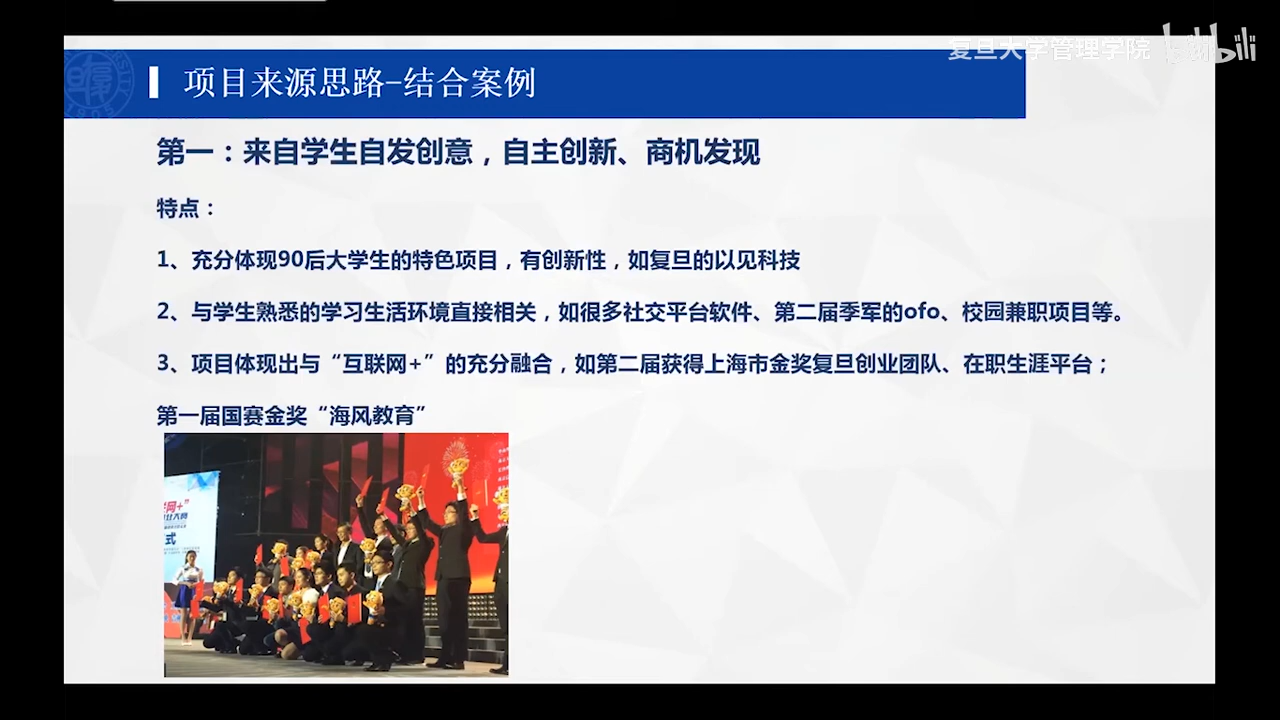 复旦大学管理学院 bilibili
项目来源思路-结合案例
第一：来自学生自发创意，自主创新、商机发现
特点：
1、充分体现90后大学生的特色项目，有创新性，如复旦的以见科技
2、与学生熟悉的学习生活环境直接相关，如很多社交平台软件、第二届季军的ofo、校园兼职项目等。
3、项目体现出与“互联网+”的充分融合，如第二届获得上海市金奖复旦创业团队、在职生涯平台；
第一届国赛金奖“海风教育”
网+”
业大赛
式
1905